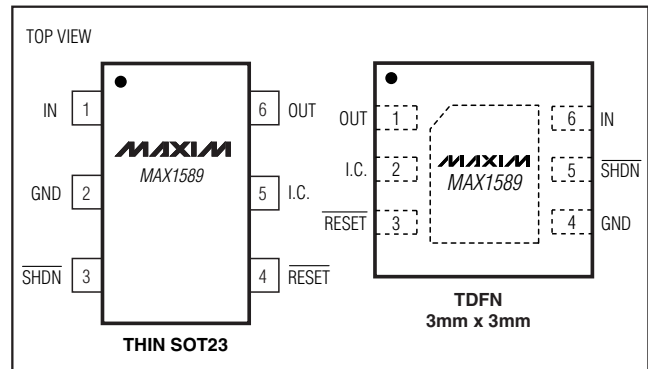 TOP VIEW
IN 1
6 OUT
MAXIM
MAX1589
GND 2
5 I.C.
SHDN 3
4 RESET
THIN SOT23
OUT 1
6 IN
MAXIM
MAX1589
I.C. 2
5 SHDN
RESET 3
4 GND
TDFN
3mm x 3mm